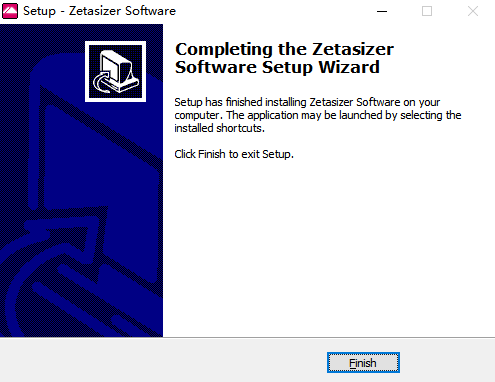 Setup - Zetasizer Software
Completing the Zetasizer
Software Setup Wizard
Setup has finished installing Zetasizer Software on your
computer. The application may be launched by selecting the
installed shortcuts.
Click Finish to exit Setup.
Finish